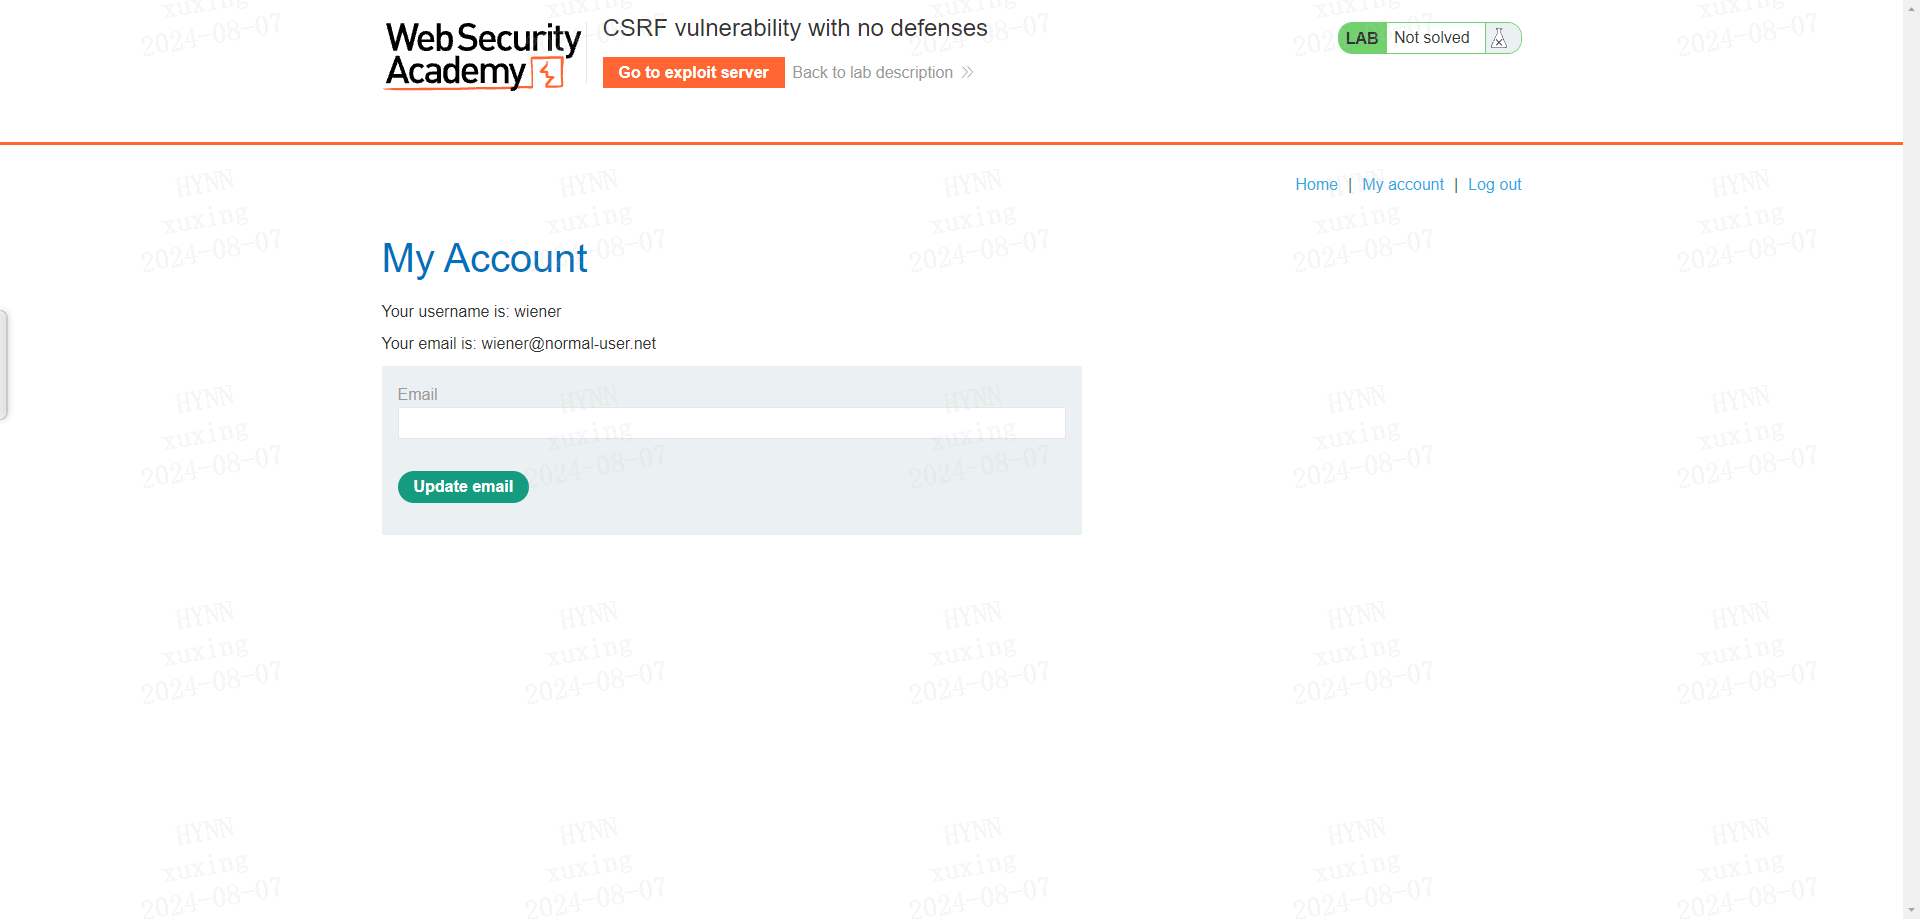 Web Security
Academy
CSRF vulnerability with no defenses
Go to exploit server
Back to lab description
LAB
Not solved
Home | My account | Log out
My Account
Your username is: wiener
Your email is: wiener@normal-user.net
Email
Update email
HYNN
xuxing
2024-08-07